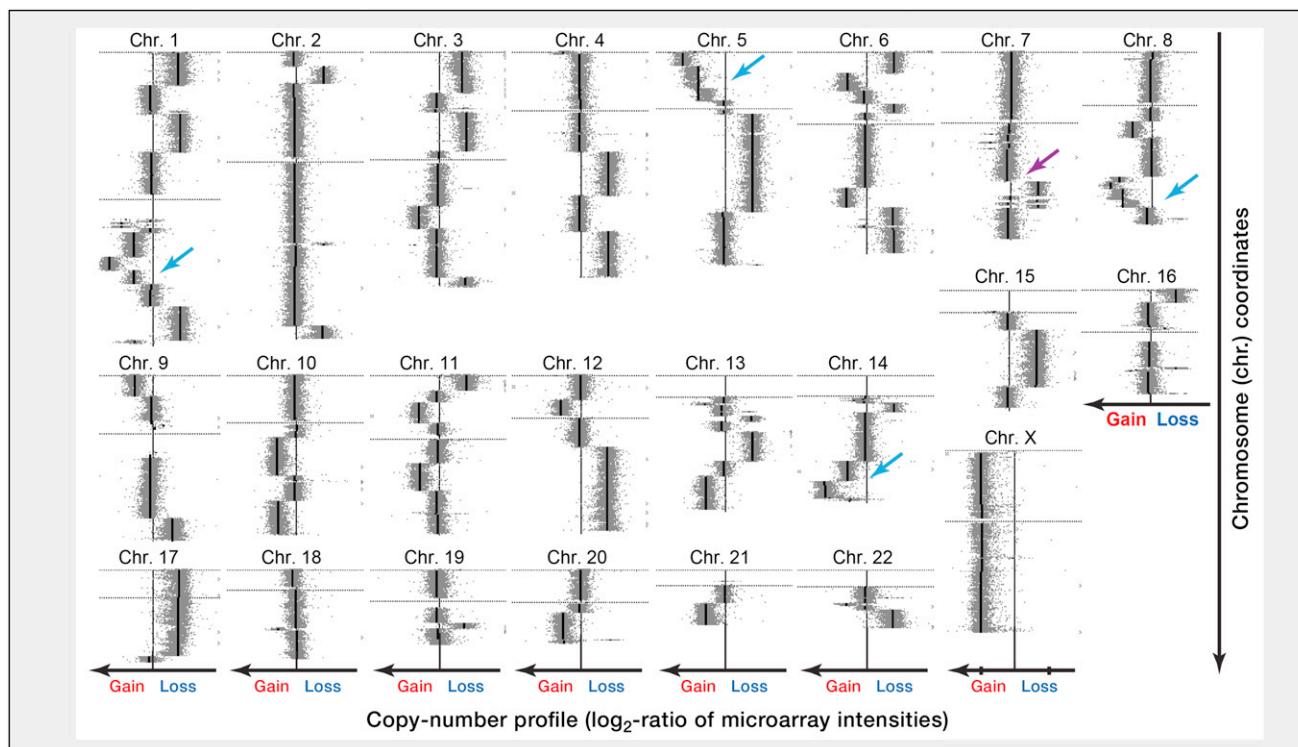 Chr. 1 Chr. 2 Chr. 3 Chr. 4 Chr. 5 Chr. 6 Chr. 7 Chr. 8
Chr. 15 Chr. 16
Chr. 9 Chr. 10 Chr. 11 Chr. 12 Chr. 13 Chr. 14
Gain Loss
Chr. X
Chr. 17 Chr. 18 Chr. 19 Chr. 20 Chr. 21 Chr. 22
Gain Loss Gain Loss Gain Loss Gain Loss Gain Loss Gain Loss Gain Loss
Copy-number profile (log2-ratio of microarray intensities)
Chromosome (chr.) coordinates